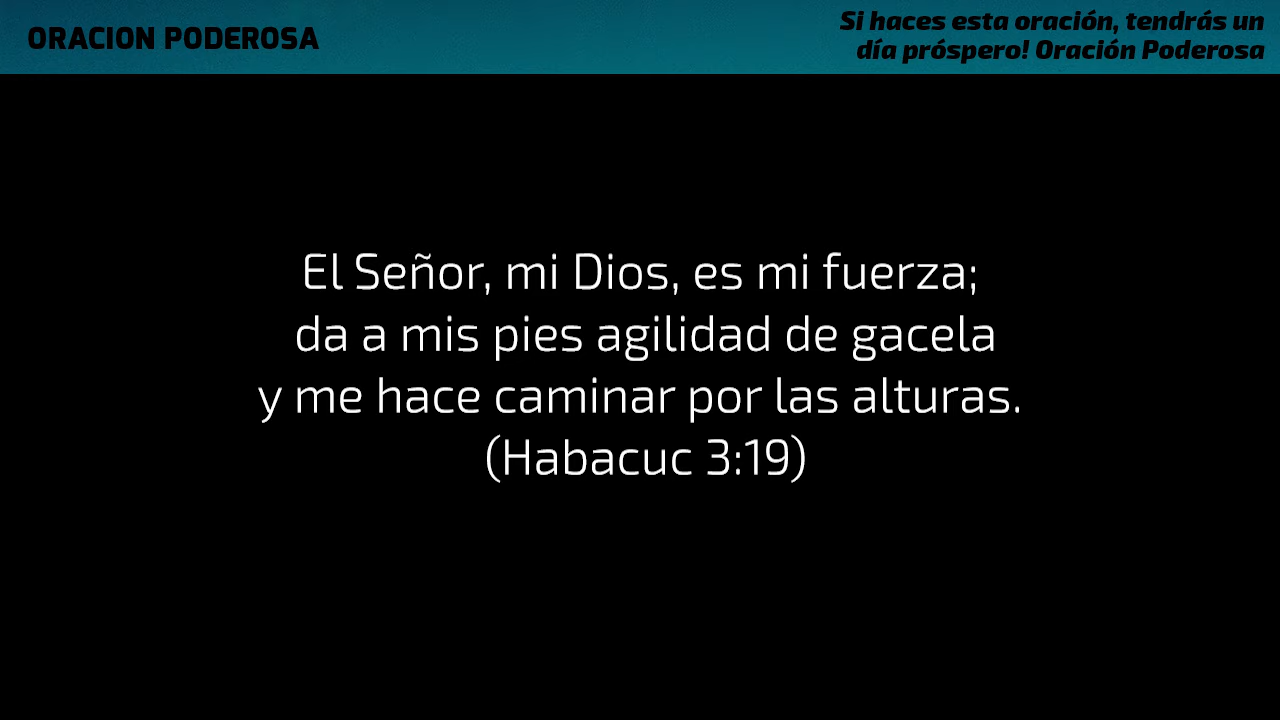 ORACION PODEROSA
Si haces esta oración, tendrás un
día próspero! Oración Poderosa
El Señor, mi Dios, es mi fuerza;
da a mis pies agilidad de gacela
y me hace caminar por las alturas.
(Habacuc 3:19)